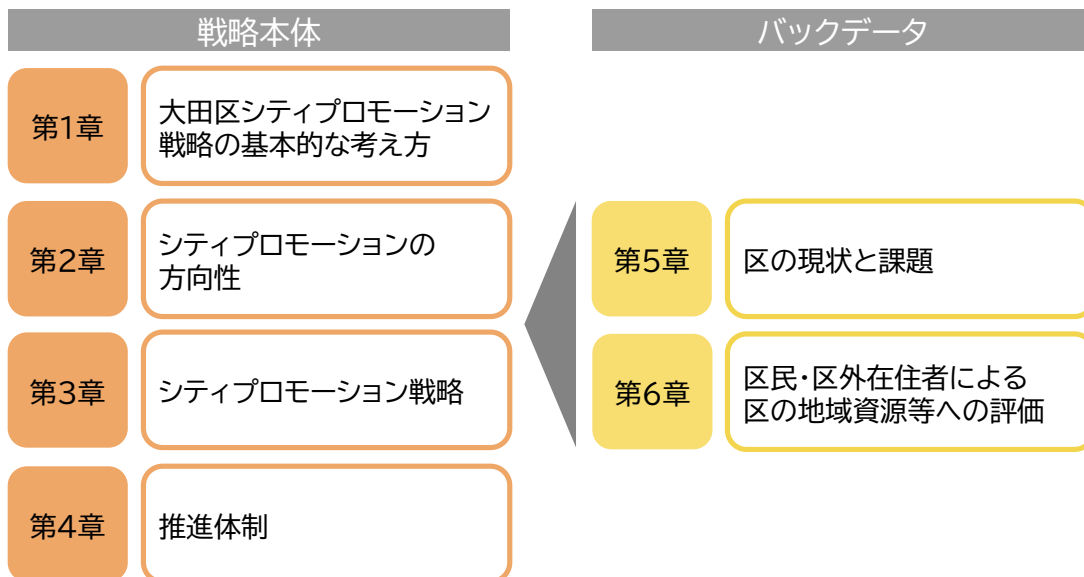 戦略本体
第1章
大田区シティプロモーション
戦略の基本的な考え方
第2章
シティプロモーションの
方向性
第3章
シティプロモーション戦略
第4章
推進体制
バックデータ
第5章
区の現状と課題
第6章
区民・区外在住者による
区の地域資源等への評価